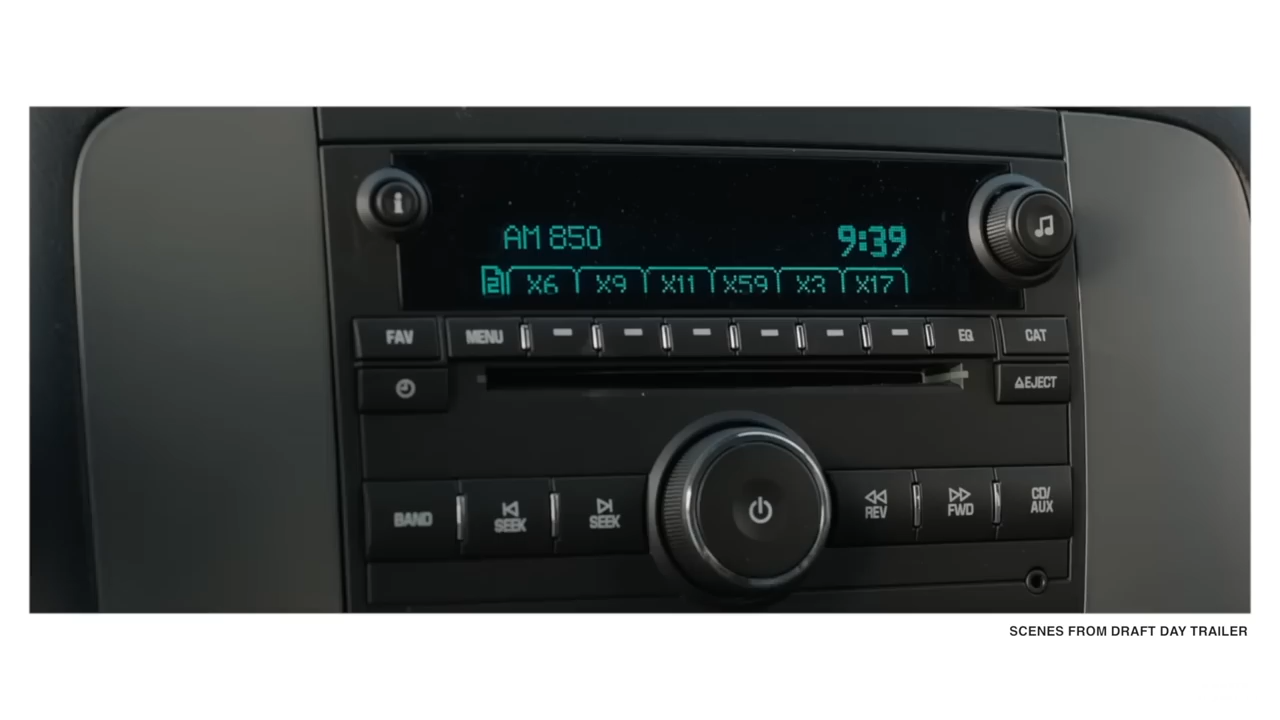 i
AM 850 9:39
2 X6 X9 X11 X59 X3 X17
FAV MENU EQ CAT
EJECT
BAND SEEK SEEK REV FWD CD/
AUX
SCENES FROM DRAFT DAY TRAILER